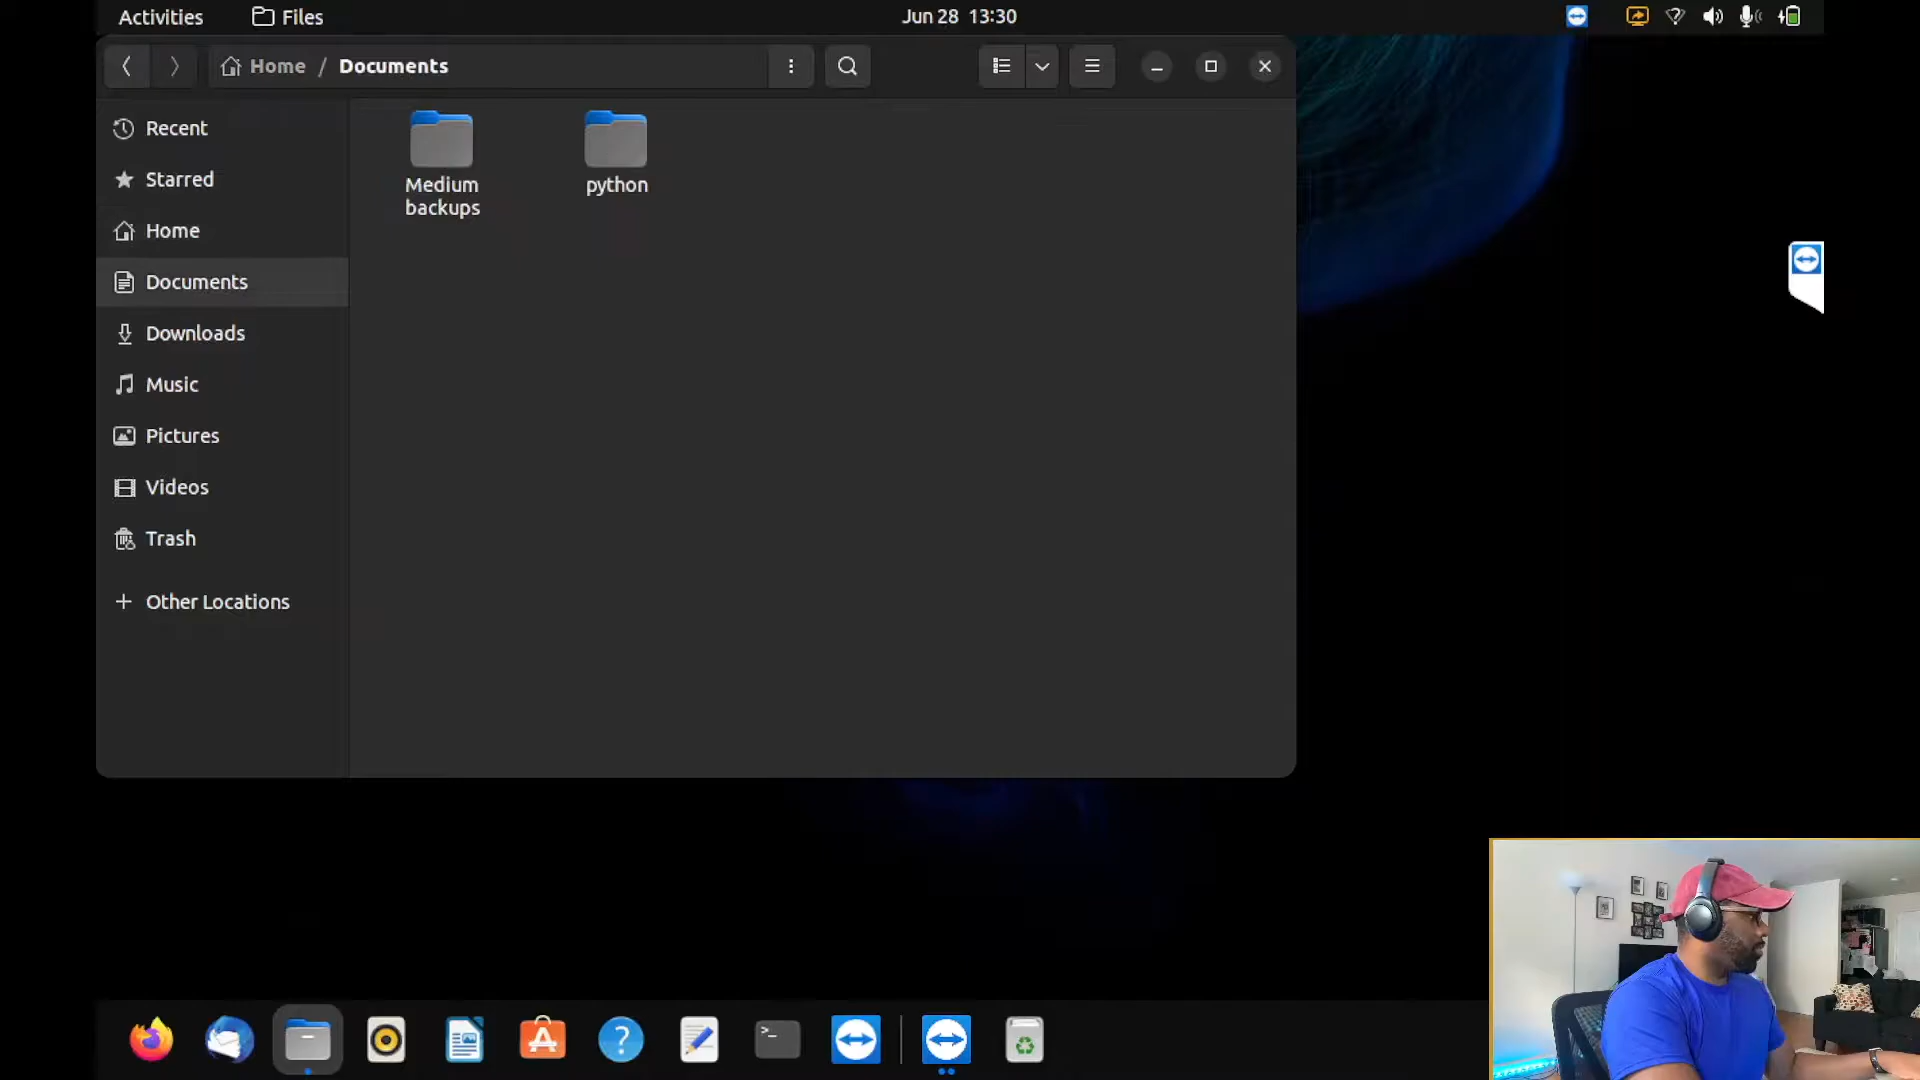 Activities
Files
Jun 28 13:30
Home / Documents
Recent
Starred
Home
Documents
Downloads
Music
Pictures
Videos
Trash
+ Other Locations
Medium
backups
python